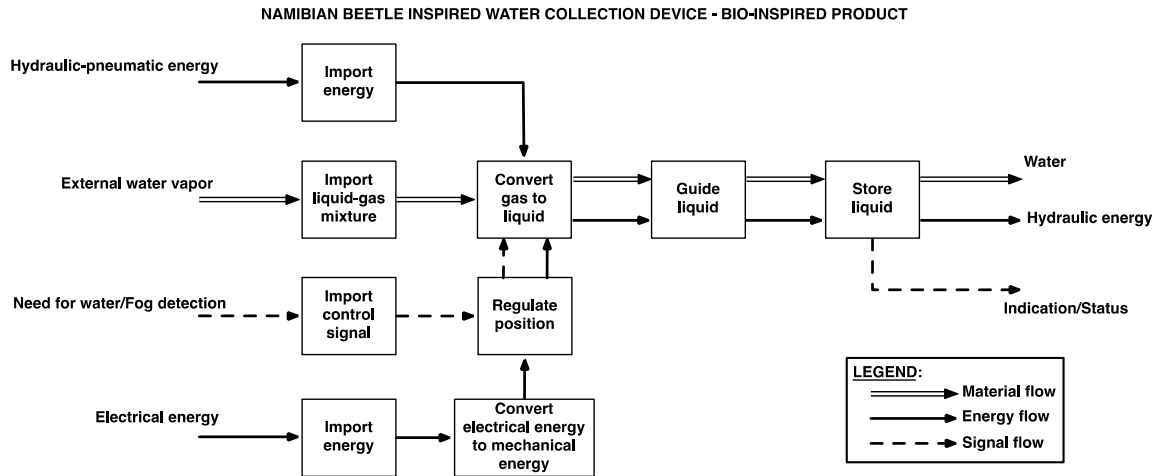 NAMIBIAN BEETLE INSPIRED WATER COLLECTION DEVICE - BIO-INSPIRED PRODUCT
Hydraulic-pneumatic energy
Import
energy
External water vapor
Import
liquid-gas
mixture
Convert
gas to
liquid
Guide
liquid
Store
liquid
Water
Hydraulic energy
Need for water/Fog detection
Import
control
signal
Regulate
position
Indication/Status
Electrical energy
Import
energy
Convert
electrical energy
to mechanical
energy
LEGEND:
Material flow
Energy flow
Signal flow